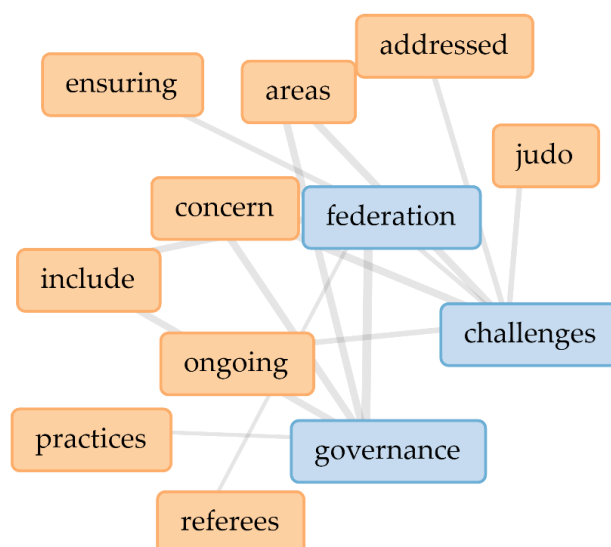 addressed
ensuring
areas
judo
concern
federation
include
challenges
ongoing
practices
governance
referees